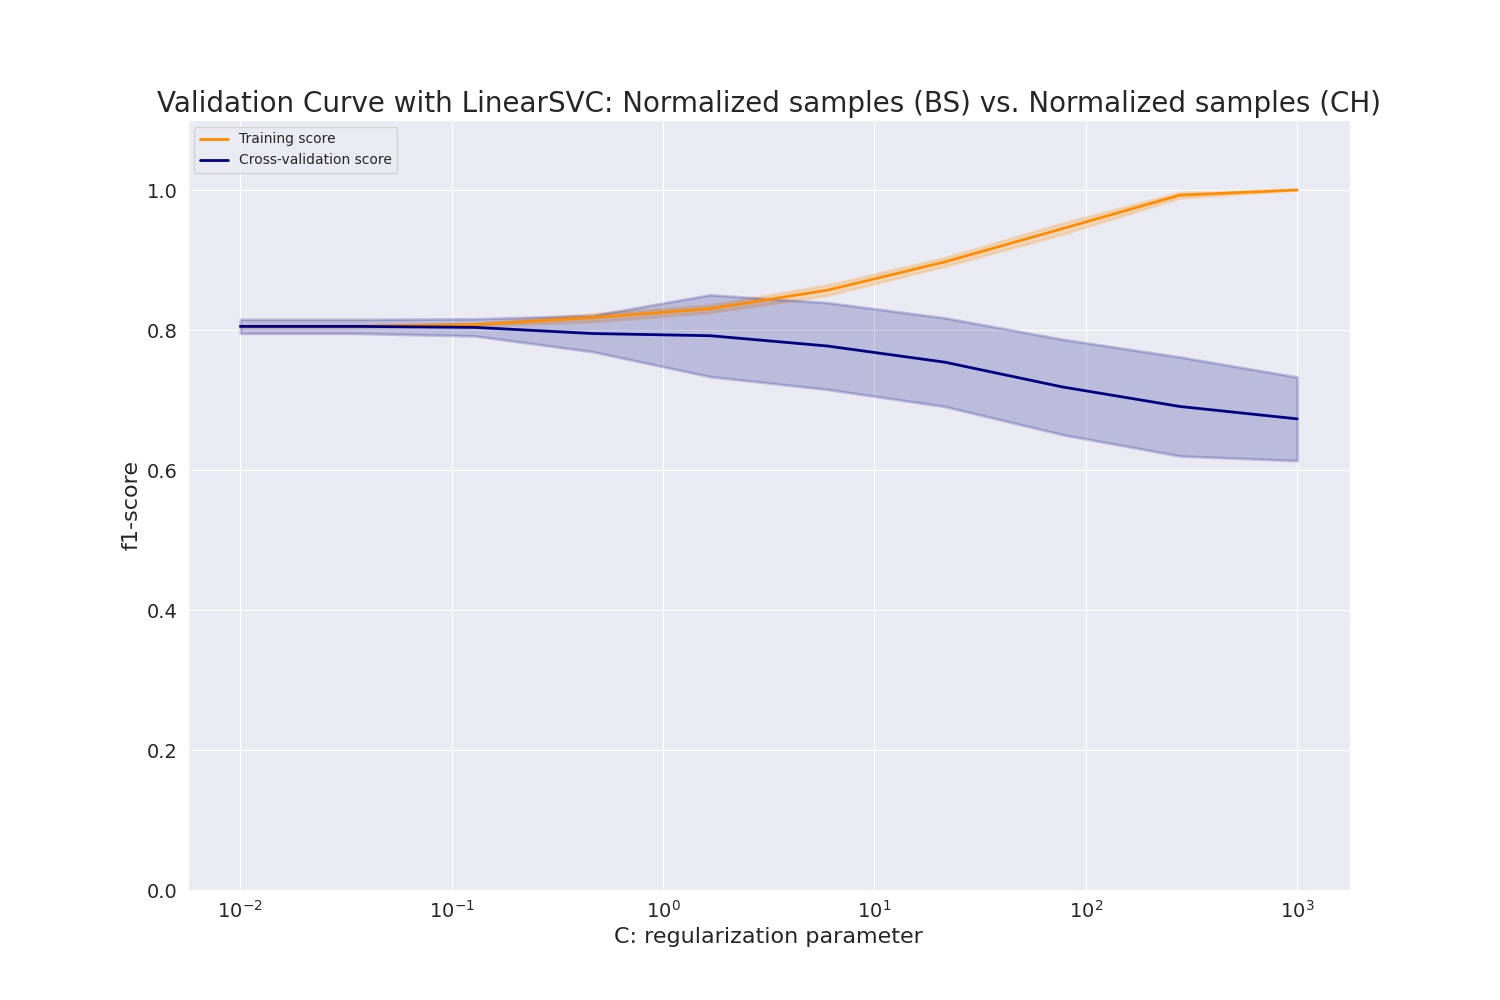 Validation Curve with LinearSVC: Normalized samples (BS) vs. Normalized samples (CH)
Training score
Cross-validation score
1.0
0.8
0.6
0.4
0.2
0.0
f1-score
10⁻² 10⁻¹ 10⁰ 10¹ 10² 10³
C: regularization parameter